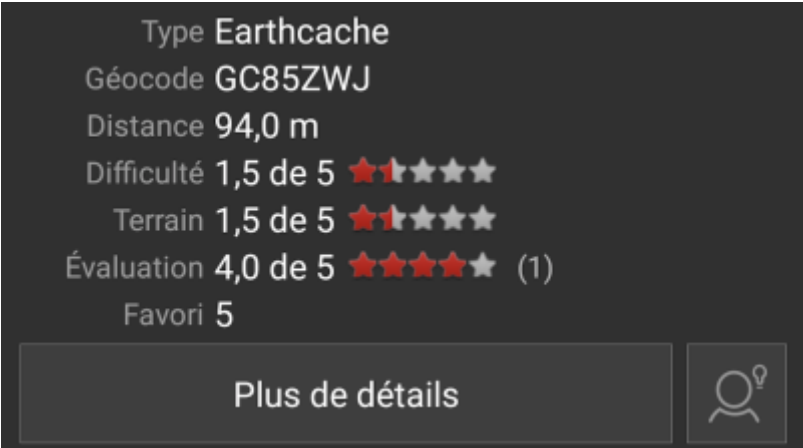 Type Earthcache
Géocode GC85ZWJ
Distance 94,0 m
Difficulté 1,5 de 5
Terrain 1,5 de 5
Évaluation 4,0 de 5 (1)
Favori 5
Plus de détails